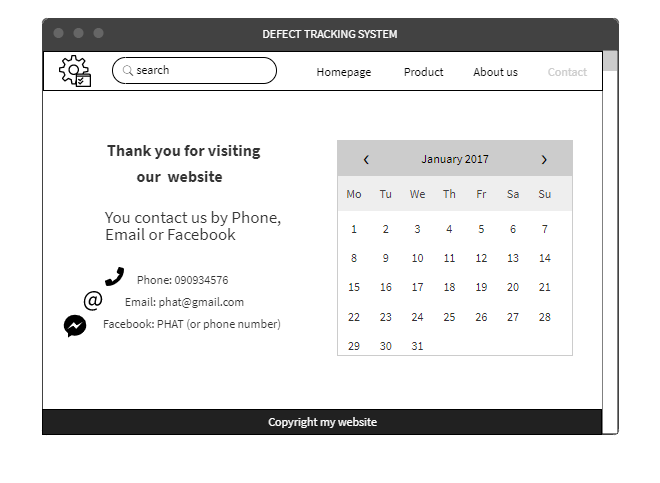 DEFECT TRACKING SYSTEM
search
Homepage Product About us Contact
Thank you for visiting
our website
You contact us by Phone,
Email or Facebook
Phone: 090934576
@ Email: phat@gmail.com
Facebook: PHAT (or phone number)
‹ January 2017 ›
Mo Tu We Th Fr Sa Su
1 2 3 4 5 6 7
8 9 10 11 12 13 14
15 16 17 18 19 20 21
22 23 24 25 26 27 28
29 30 31
Copyright my website